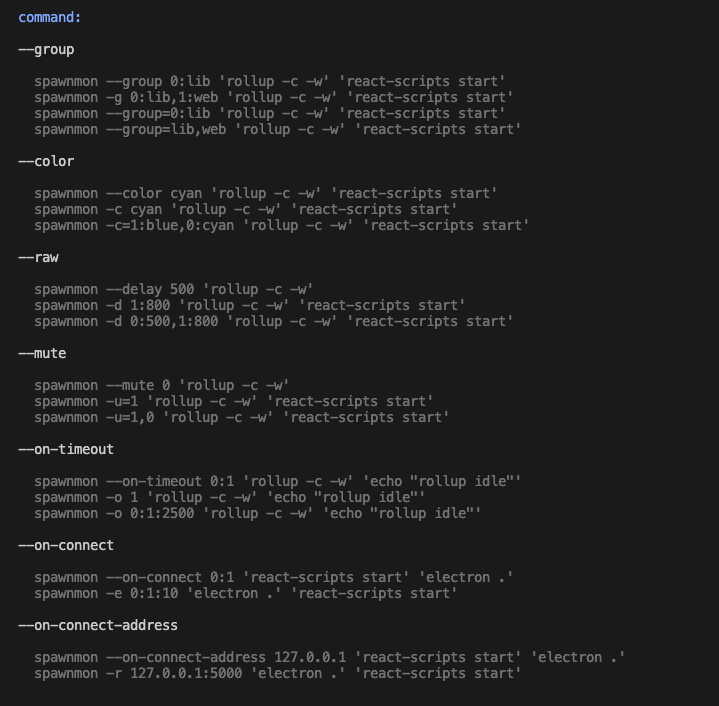 command:
--group
spawnmon --group 0:lib 'rollup -c -w' 'react-scripts start'
spawnmon -g 0:lib,1:web 'rollup -c -w' 'react-scripts start'
spawnmon --group=0:lib 'rollup -c -w' 'react-scripts start'
spawnmon --group=lib,web 'rollup -c -w' 'react-scripts start'
--color
spawnmon --color cyan 'rollup -c -w' 'react-scripts start'
spawnmon -c cyan 'rollup -c -w' 'react-scripts start'
spawnmon -c=1:blue,0:cyan 'rollup -c -w' 'react-scripts start'
--raw
spawnmon --delay 500 'rollup -c -w'
spawnmon -d 1:800 'rollup -c -w' 'react-scripts start'
spawnmon -d 0:500,1:800 'rollup -c -w' 'react-scripts start'
--mute
spawnmon --mute 0 'rollup -c -w'
spawnmon -u=1 'rollup -c -w' 'react-scripts start'
spawnmon -u=1,0 'rollup -c -w' 'react-scripts start'
--on-timeout
spawnmon --on-timeout 0:1 'rollup -c -w' 'echo "rollup idle"'
spawnmon -o 1 'rollup -c -w' 'echo "rollup idle"'
spawnmon -o 0:1:2500 'rollup -c -w' 'echo "rollup idle"'
--on-connect
spawnmon --on-connect 0:1 'react-scripts start' 'electron .'
spawnmon -e 0:1:10 'electron .' 'react-scripts start'
--on-connect-address
spawnmon --on-connect-address 127.0.0.1 'react-scripts start' 'electron .'
spawnmon -r 127.0.0.1:5000 'electron .' 'react-scripts start'